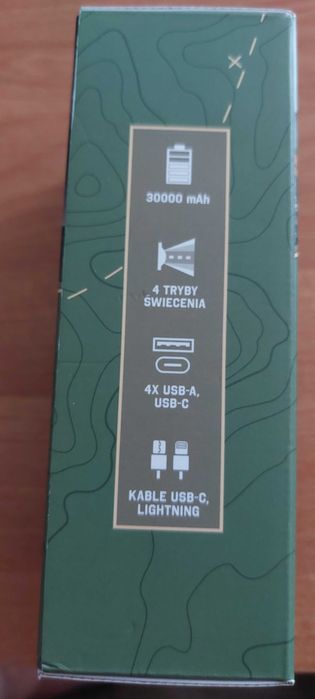 30000 mAh
4 TRYBY
ŚWIECENIA
4X USB-A,
USB-C
KABLE USB-C,
LIGHTNING